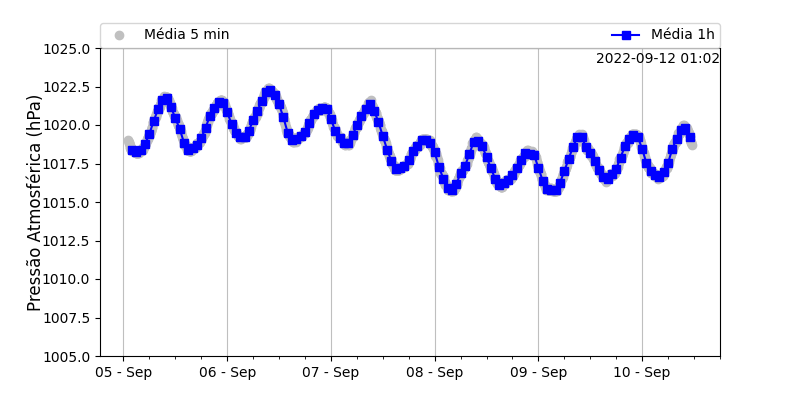 Média 5 min
Média 1h
2022-09-12 01:02
Pressão Atmosférica (hPa)
1025.0
1022.5
1020.0
1017.5
1015.0
1012.5
1010.0
1007.5
1005.0
05 - Sep
06 - Sep
07 - Sep
08 - Sep
09 - Sep
10 - Sep